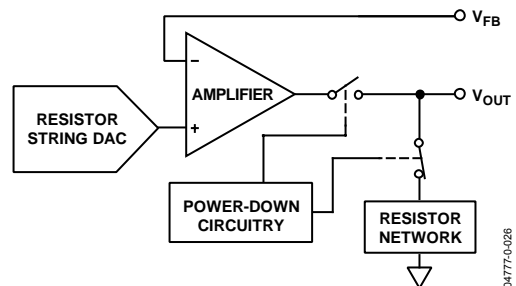 V_FB
−
AMPLIFIER
V_OUT
RESISTOR
STRING DAC
+
POWER-DOWN
CIRCUITRY
RESISTOR
NETWORK
04777-0-026